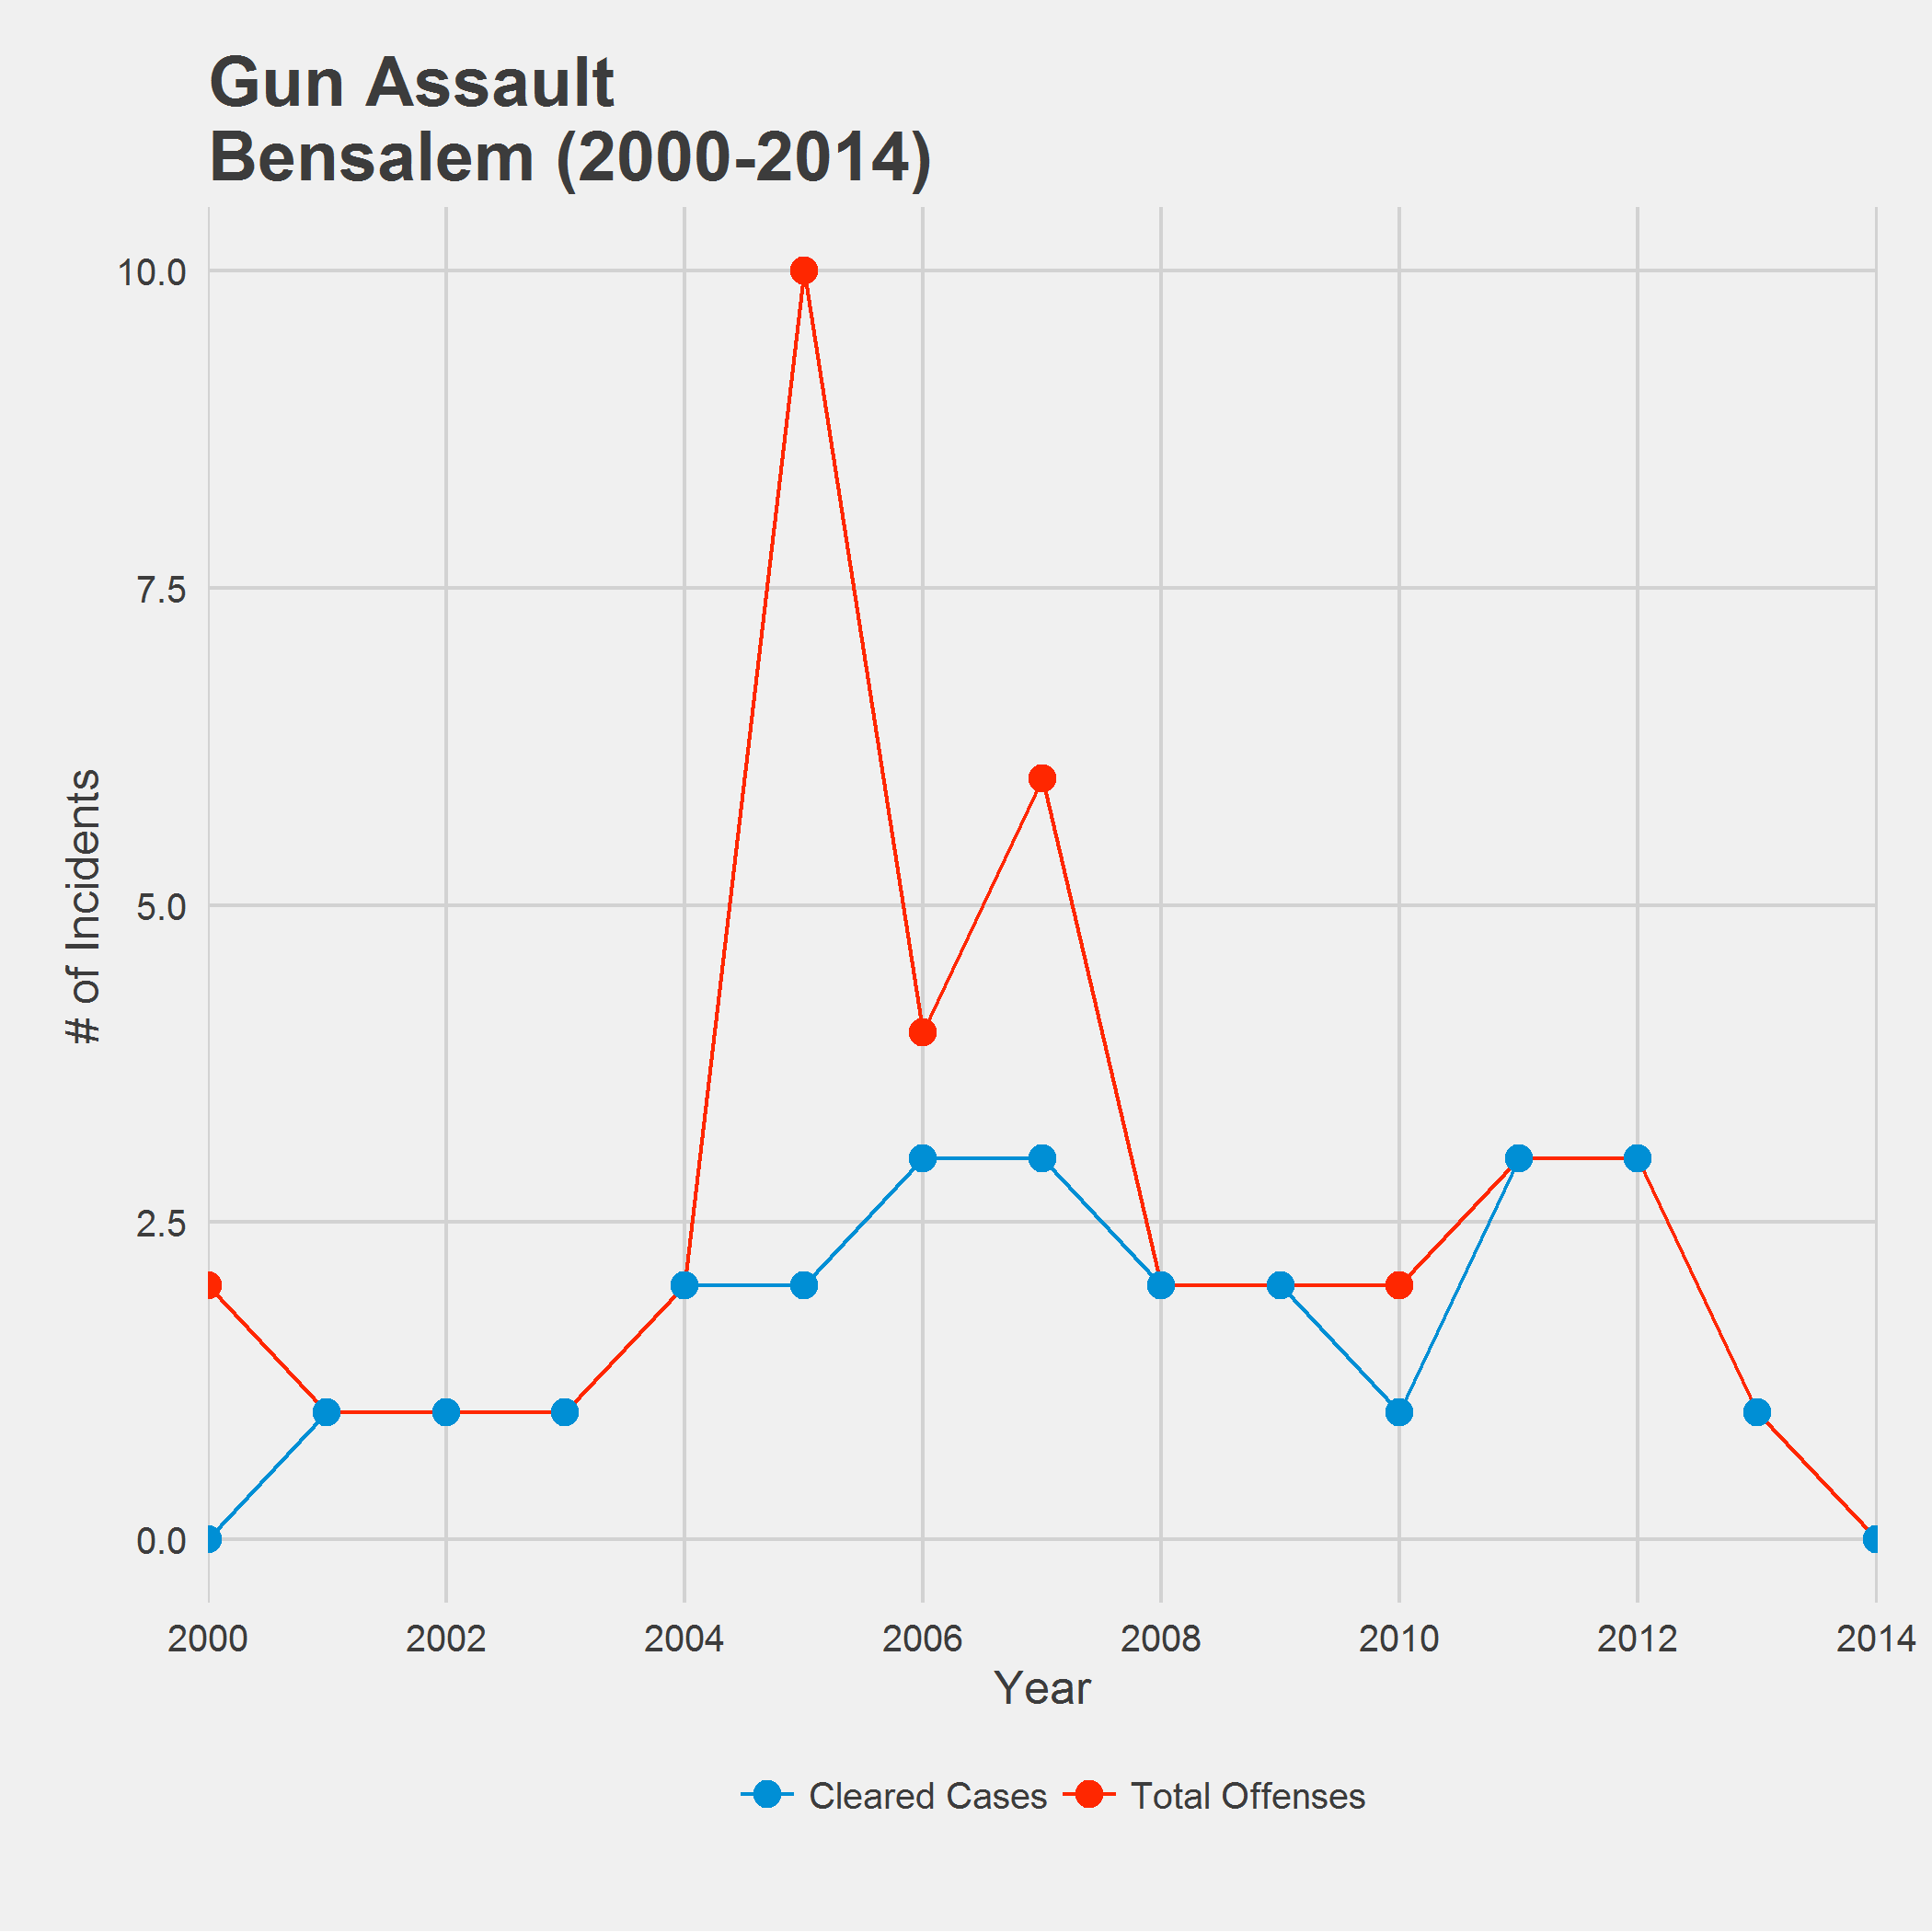 Gun Assault
Bensalem (2000-2014)
10.0
7.5
5.0
2.5
0.0
# of Incidents
2000 2002 2004 2006 2008 2010 2012 2014
Year
Cleared Cases Total Offenses